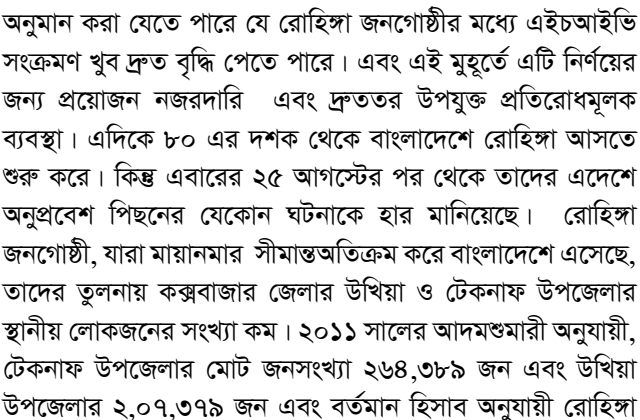 অনুমান করা যেতে পারে যে রোহিঙ্গা জনগোষ্ঠীর মধ্যে এইচআইভি
সংক্রমণ খুব দ্রুত বৃদ্ধি পেতে পারে। এবং এই মুহূর্তে এটি নির্ণয়ের
জন্য প্রয়োজন নজরদারি এবং দ্রুততর উপযুক্ত প্রতিরোধমূলক
ব্যবস্থা। এদিকে ৮০ এর দশক থেকে বাংলাদেশে রোহিঙ্গা আসতে
শুরু করে। কিন্তু এবারের ২৫ আগস্টের পর থেকে তাদের এদেশে
অনুপ্রবেশ পিছনের যেকোন ঘটনাকে হার মানিয়েছে। রোহিঙ্গা
জনগোষ্ঠী, যারা মায়ানমার সীমান্তঅতিক্রম করে বাংলাদেশে এসেছে,
তাদের তুলনায় কক্সবাজার জেলার উখিয়া ও টেকনাফ উপজেলার
স্থানীয় লোকজনের সংখ্যা কম। ২০১১ সালের আদমশুমারী অনুযায়ী,
টেকনাফ উপজেলার মোট জনসংখ্যা ২৬৪,৩৮৯ জন এবং উখিয়া
উপজেলার ২,০৭,৩৭৯ জন এবং বর্তমান হিসাব অনুযায়ী রোহিঙ্গা